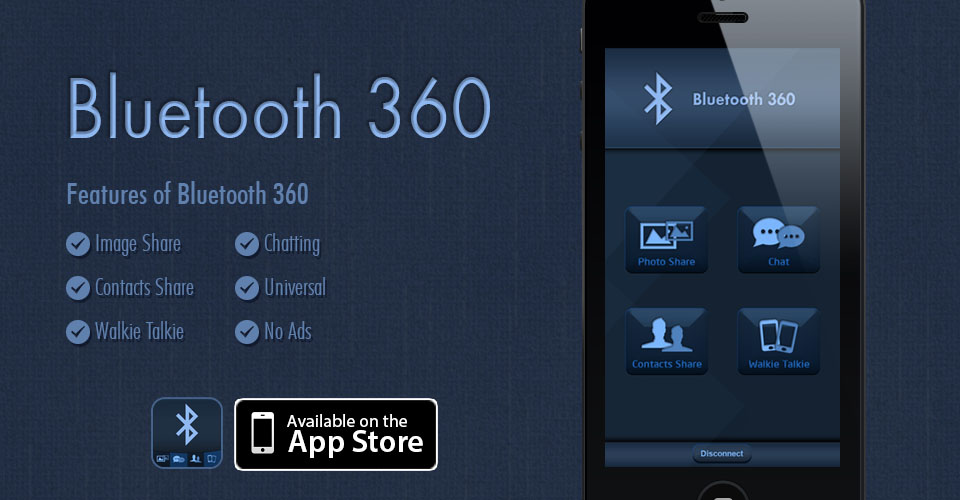 Bluetooth 360
Features of Bluetooth 360
Image Share
Chatting
Contacts Share
Universal
Walkie Talkie
No Ads
Available on the
App Store
Bluetooth 360
Photo Share
Chat
Contacts Share
Walkie Talkie
Disconnect